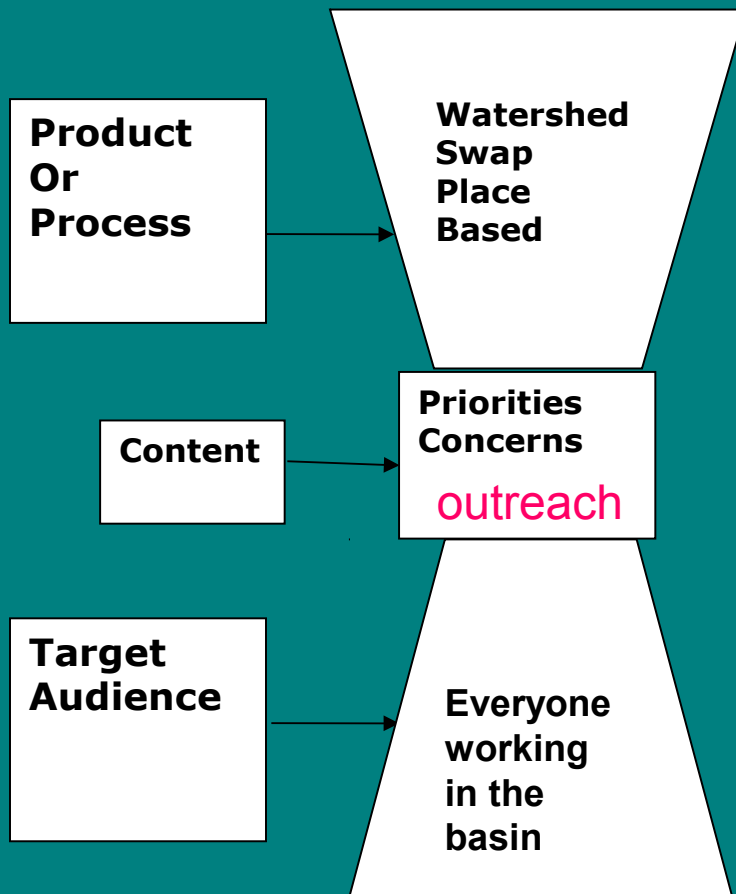 Product
Or
Process
Watershed
Swap
Place
Based
Content
Priorities
Concerns
outreach
Target
Audience
Everyone
working
in the
basin